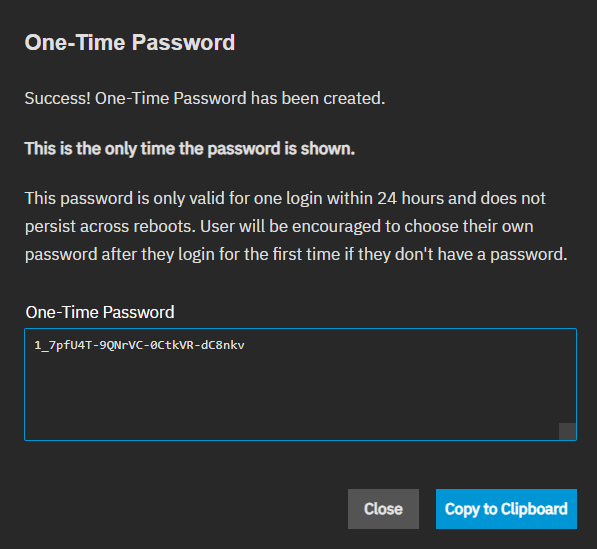 One-Time Password
Success! One-Time Password has been created.
This is the only time the password is shown.
This password is only valid for one login within 24 hours and does not
persist across reboots. User will be encouraged to choose their own
password after they login for the first time if they don't have a password.
One-Time Password
1_7pfU4T-9QNrVC-0CtkVR-dC8nkv
Close
Copy to Clipboard